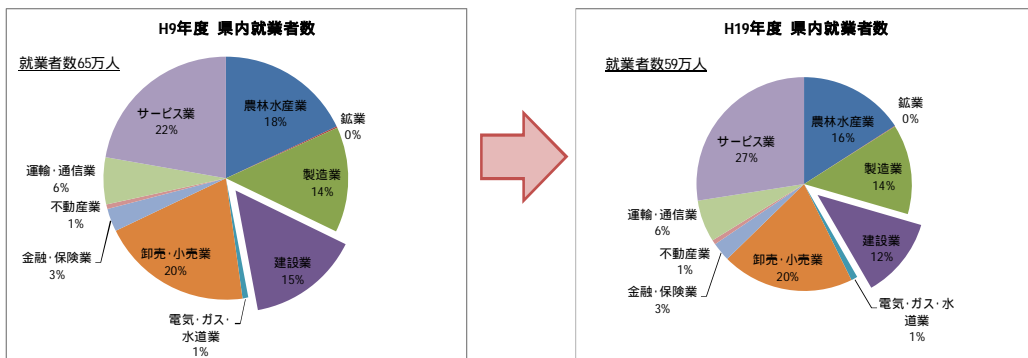 H9年度 県内就業者数
就業者数65万人
農林水産業
18%
鉱業
0%
製造業
14%
建設業
15%
電気・ガス・
水道業
1%
卸売・小売業
20%
金融・保険業
3%
不動産業
1%
運輸・通信業
6%
サービス業
22%
H19年度 県内就業者数
就業者数59万人
農林水産業
16%
鉱業
0%
製造業
14%
建設業
12%
電気・ガス・水
道業
1%
卸売・小売業
20%
金融・保険業
3%
不動産業
1%
運輸・通信業
6%
サービス業
27%